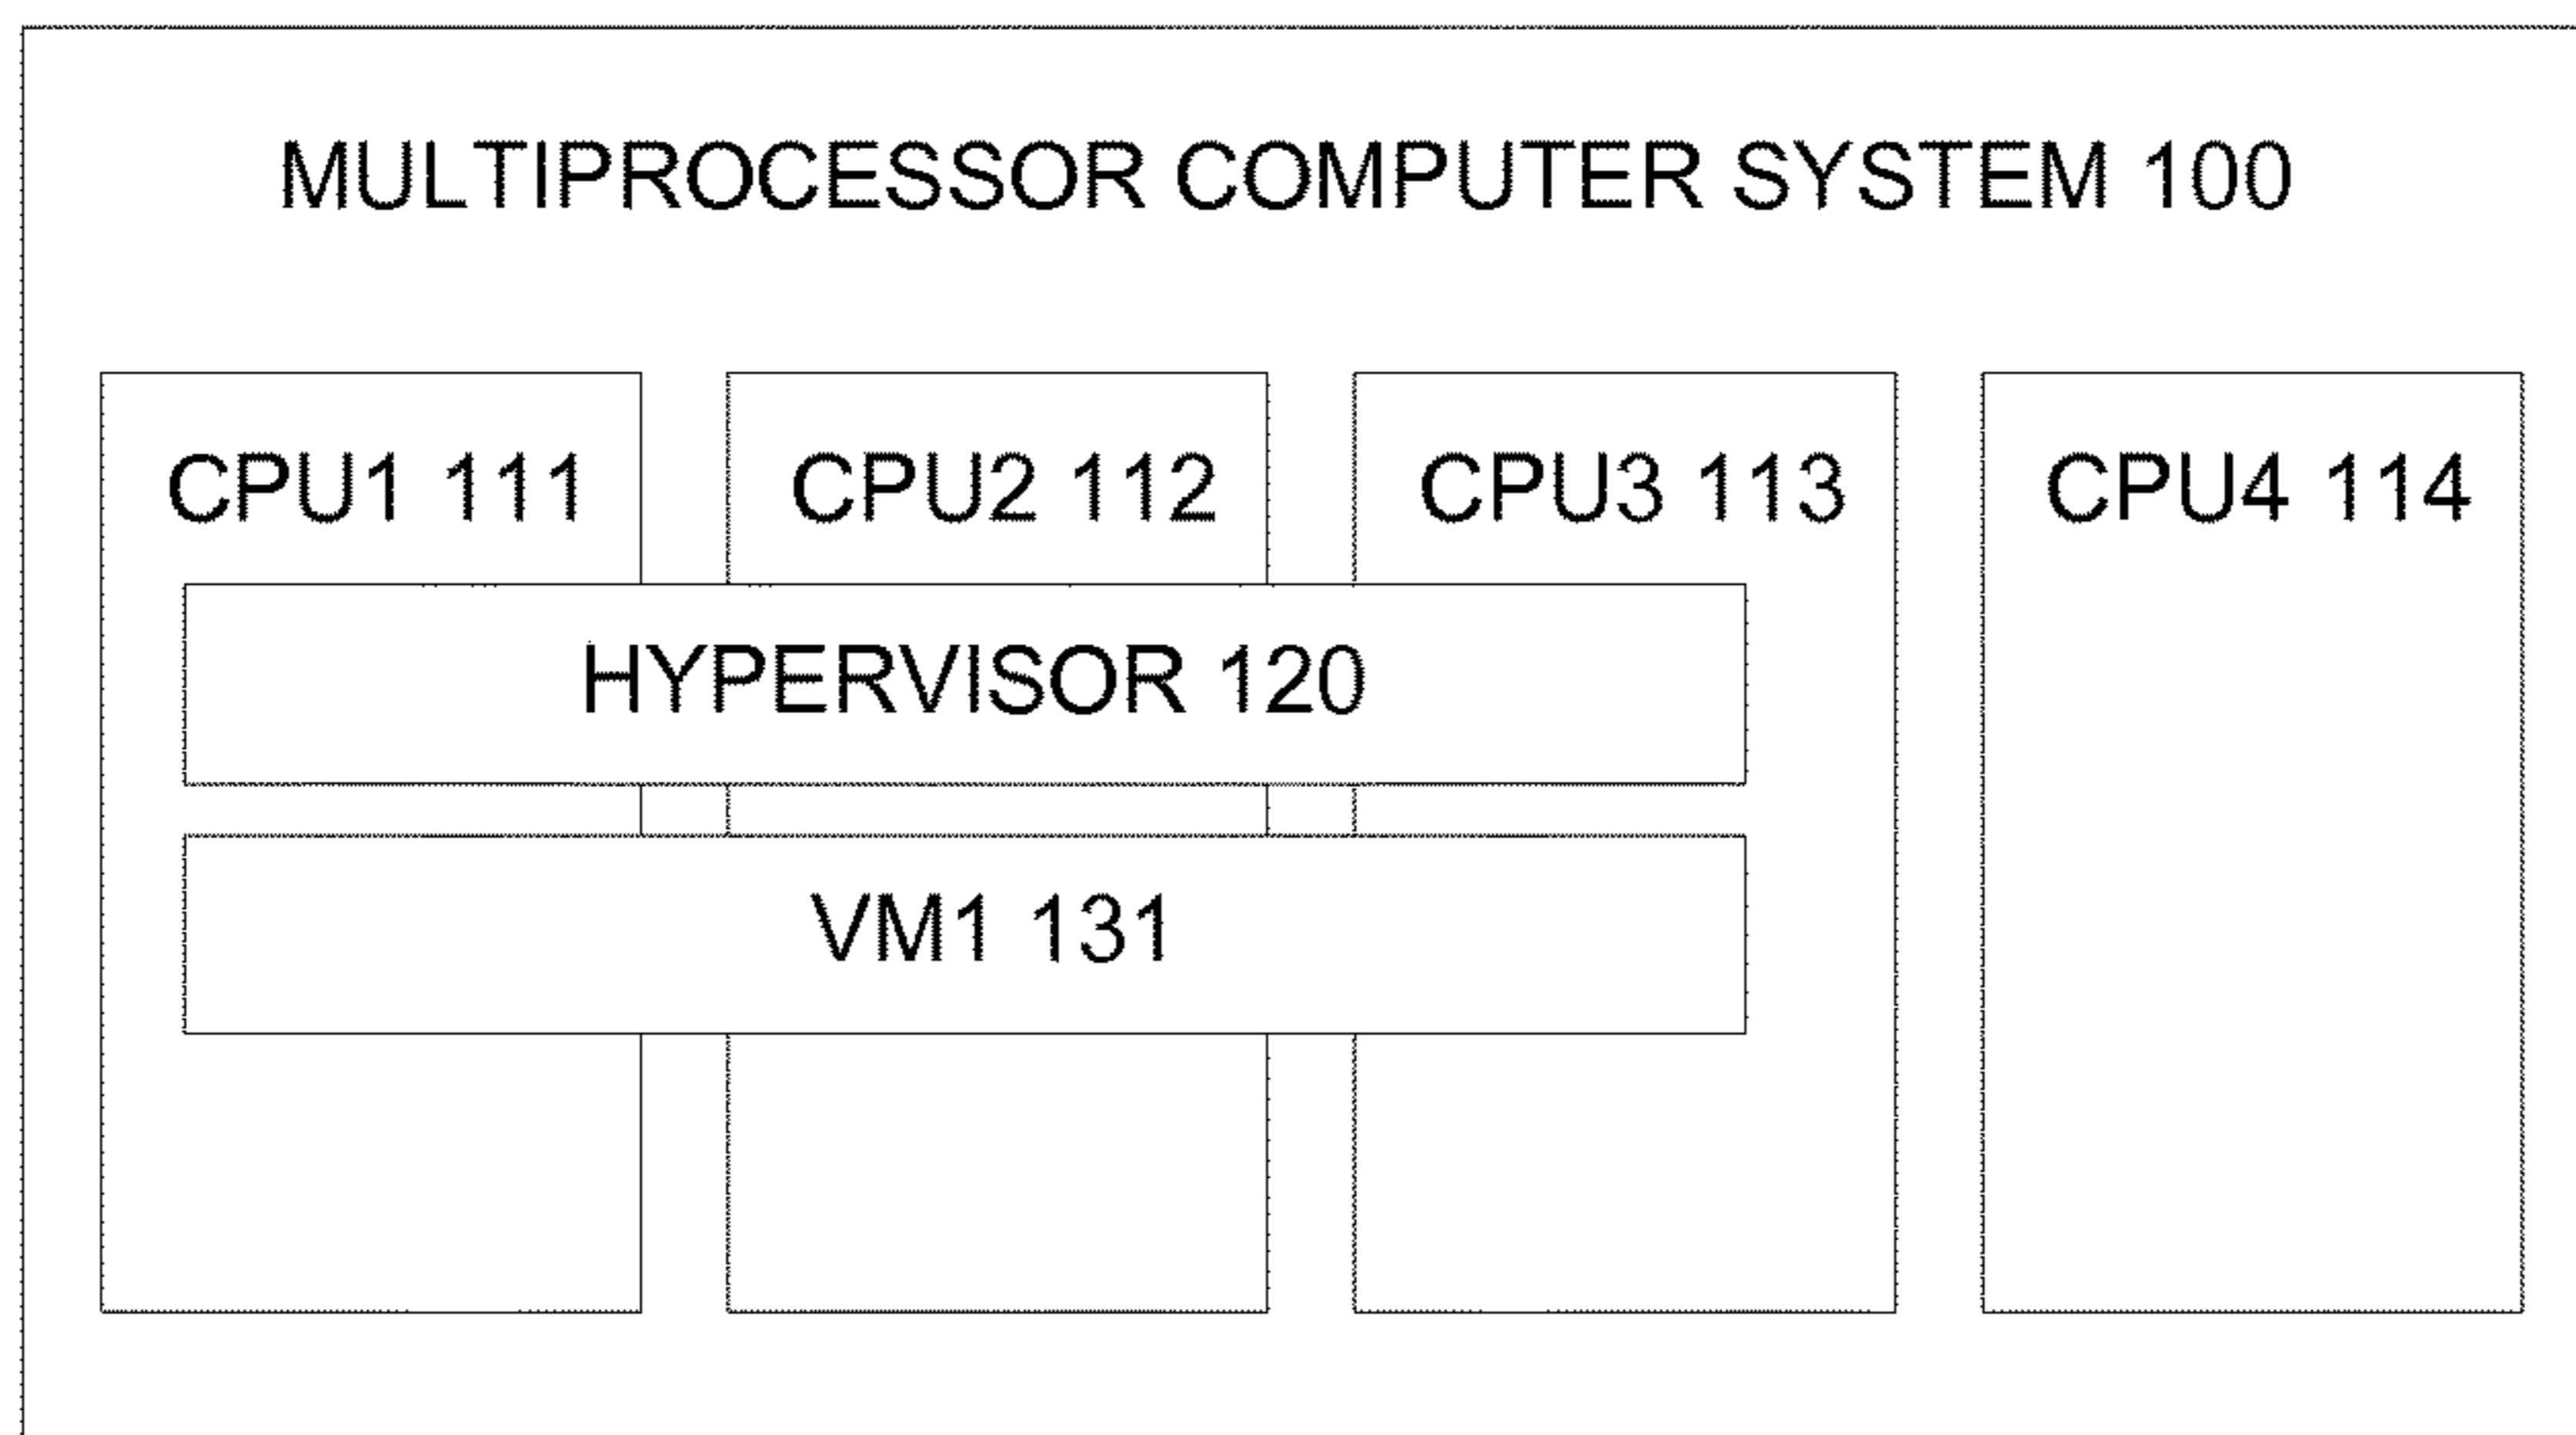 MULTIPROCESSOR COMPUTER SYSTEM 100
CPU1 111
CPU2 112
CPU3 113
CPU4 114
HYPERVISOR 120
VM1 131